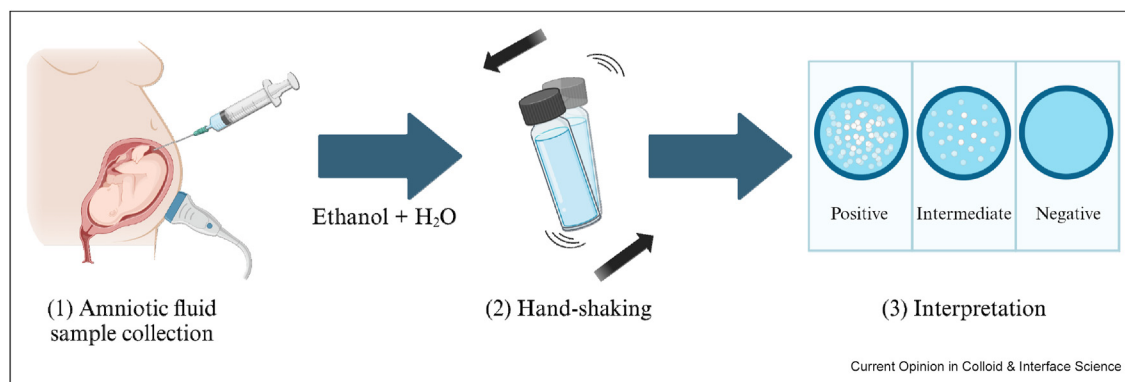 Ethanol + H₂O
Positive
Intermediate
Negative
(1) Amniotic fluid
sample collection
(2) Hand-shaking
(3) Interpretation
Current Opinion in Colloid & Interface Science